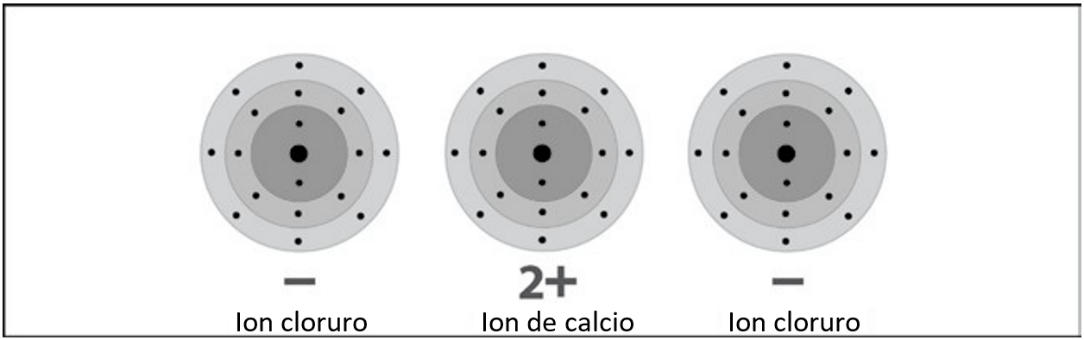 − 2+ −
Ion cloruro Ion de calcio Ion cloruro